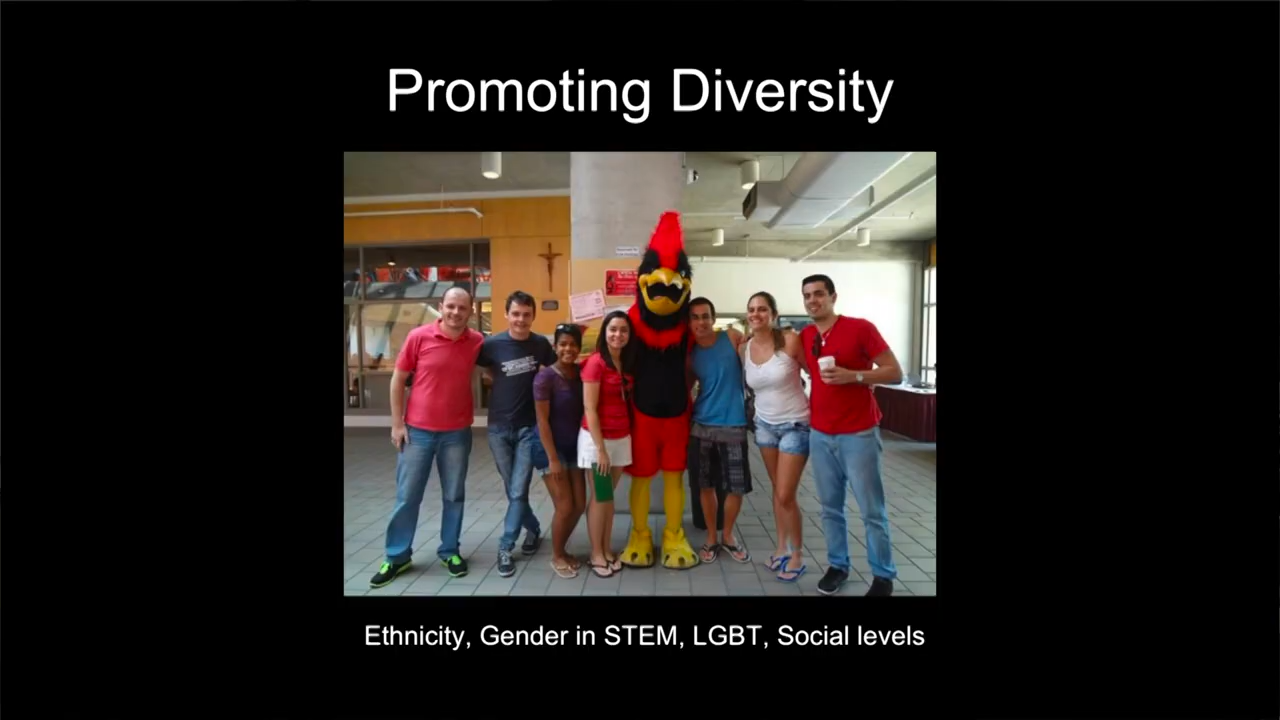 Promoting Diversity
Ethnicity, Gender in STEM, LGBT, Social levels